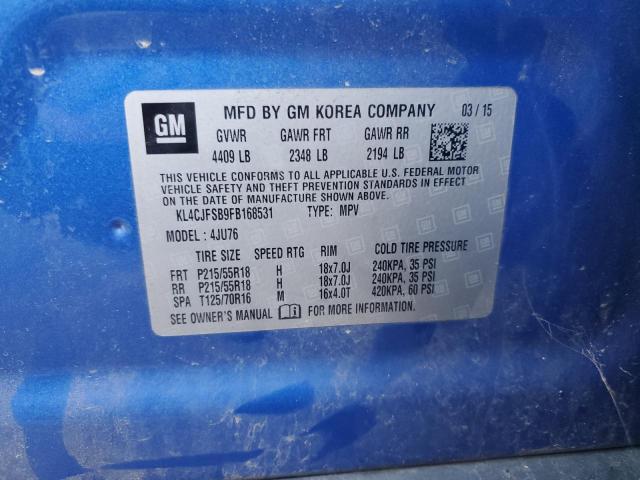 GM
MFD BY GM KOREA COMPANY 03 / 15
GVWR GAWR FRT GAWR RR
4409 LB 2348 LB 2194 LB
THIS VEHICLE CONFORMS TO ALL APPLICABLE U.S. FEDERAL MOTOR
VEHICLE SAFETY AND THEFT PREVENTION STANDARDS IN EFFECT
ON THE DATE OF MANUFACTURE SHOWN ABOVE.
KL4CJFSB9FB168531 TYPE: MPV
MODEL : 4JU76
TIRE SIZE SPEED RTG RIM COLD TIRE PRESSURE
FRT P215/55R18 H 18x7.0J 240KPA, 35 PSI
RR P215/55R18 H 18x7.0J 240KPA, 35 PSI
SPA T125/70R16 M 16x4.0T 420KPA, 60 PSI
SEE OWNER'S MANUAL FOR MORE INFORMATION.